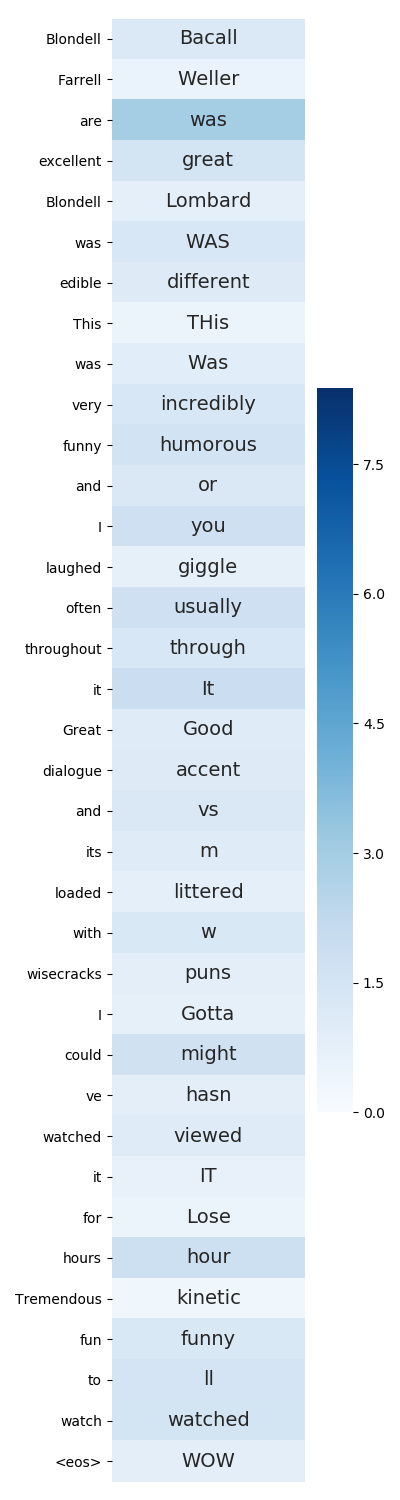 Blondell Bacall
Farrell Weller
are was
excellent great
Blondell Lombard
was WAS
edible different
This THis
was Was
very incredibly
funny humorous
and or
I you
laughed giggle
often usually
throughout through
it It
Great Good
dialogue accent
and vs
its m
loaded littered
with w
wisecracks puns
I Gotta
could might
ve hasn
watched viewed
it IT
for Lose
hours hour
Tremendous kinetic
fun funny
to ll
watch watched
<eos> WOW
7.5
6.0
4.5
3.0
1.5
0.0